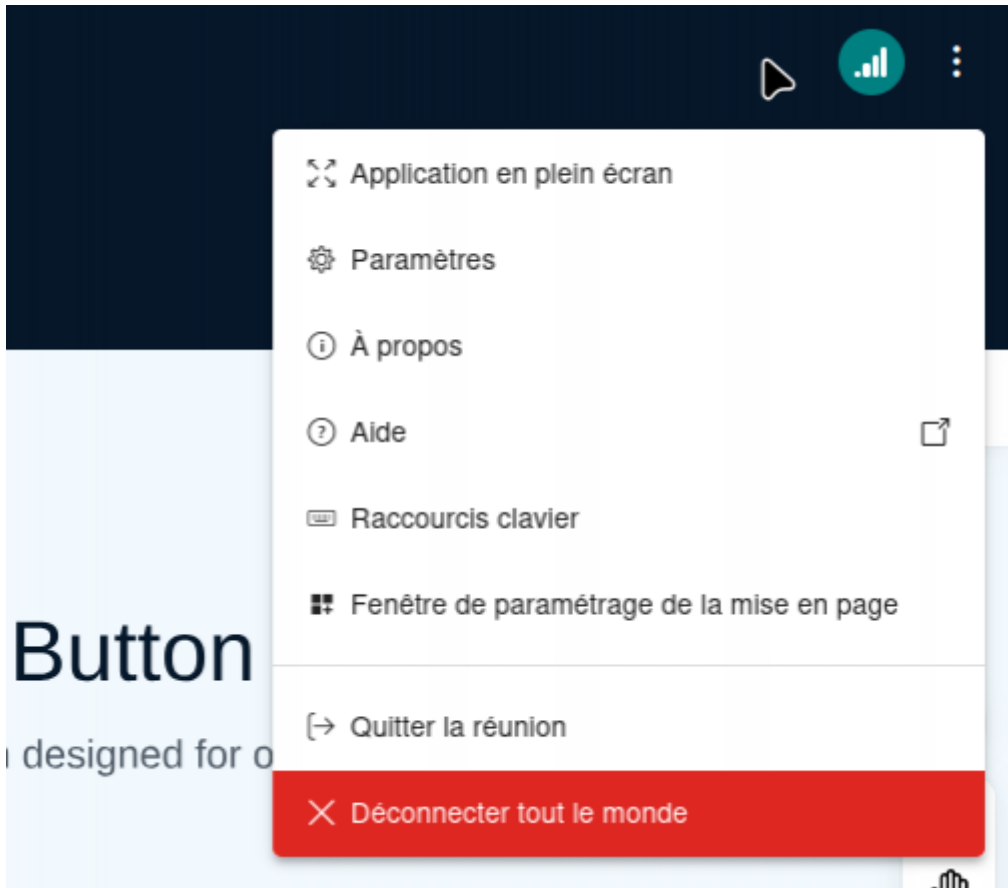 Application en plein écran
Paramètres
À propos
Aide
Raccourcis clavier
Fenêtre de paramétrage de la mise en page
Button
designed for o
Quitter la réunion
Déconnecter tout le monde